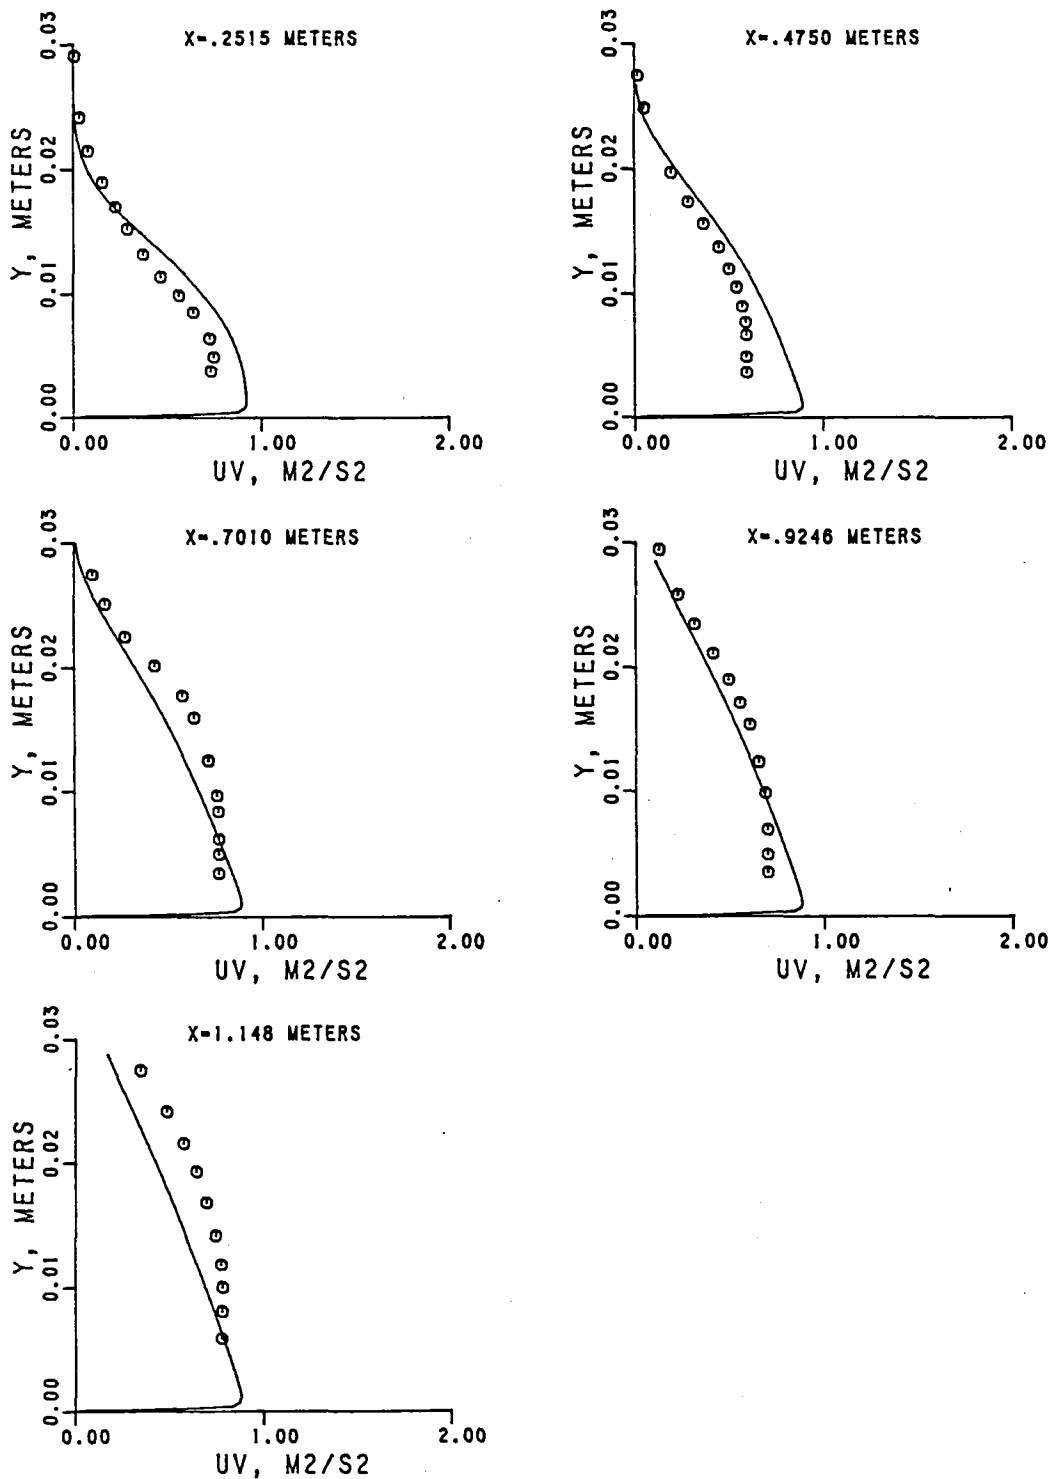 X=.2515 METERS
0.03
0.02
0.01
0.00
Y, METERS
0.00 1.00 2.00
UV, M2/S2
X=.4750 METERS
0.03
0.02
0.01
0.00
Y, METERS
0.00 1.00 2.00
UV, M2/S2
X=.7010 METERS
0.03
0.02
0.01
0.00
Y, METERS
0.00 1.00 2.00
UV, M2/S2
X=.9246 METERS
0.03
0.02
0.01
0.00
Y, METERS
0.00 1.00 2.00
UV, M2/S2
X=1.148 METERS
0.03
0.02
0.01
0.00
Y, METERS
0.00 1.00 2.00
UV, M2/S2